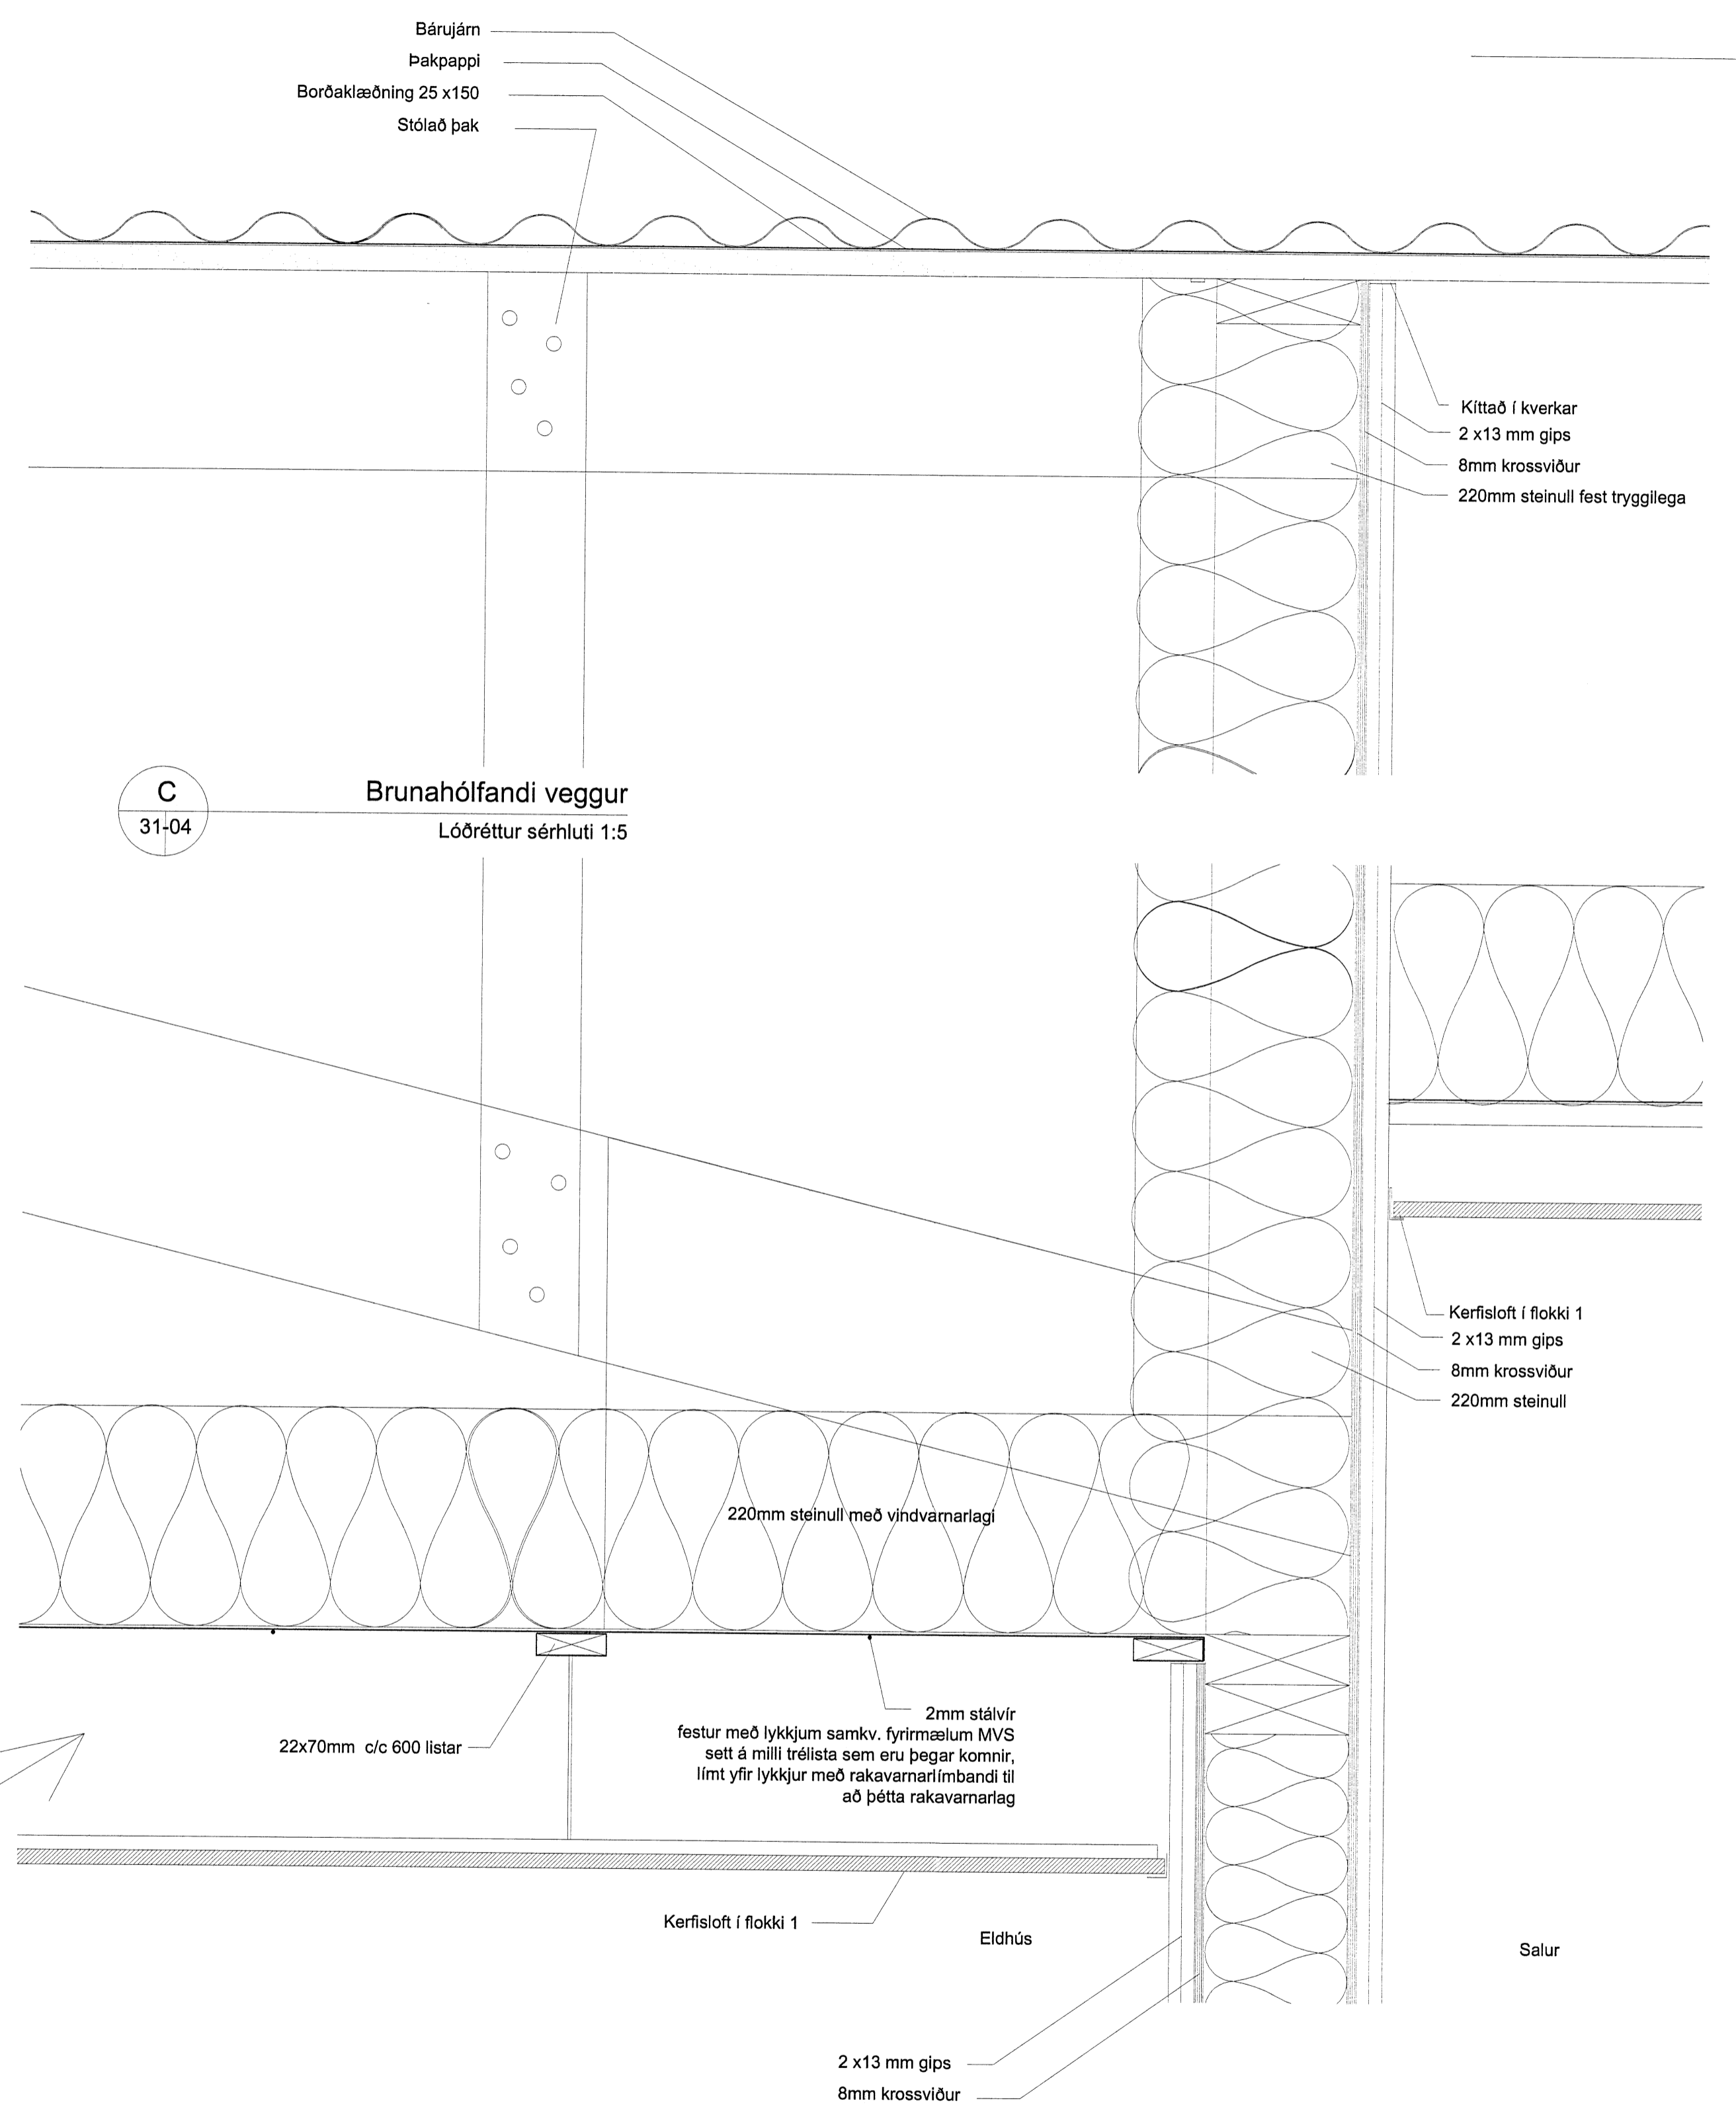 Bárujárn
Þakpappi
Borðaklæðning 25 x150
Stólað þak
Kíttað í kverkar
2 x13 mm gips
8mm krossviður
220mm steinull fest tryggilega
C
31-04
Brunahólfandi veggur
Lóðréttur sérhluti 1:5
Kerfisloft í flokki 1
2 x13 mm gips
8mm krossviður
220mm steinull
220mm steinull með vindvarnarlagi
22x70mm c/c 600 listar
2mm stálvír
festur með lykkjum samkv. fyrirmælum MVS
sett á milli trélista sem eru þegar komnir,
límt yfir lykkjur með rakavarnarlímbandi til
að þétta rakavarnarlag
Kerfisloft í flokki 1
Eldhús
Salur
2 x13 mm gips
8mm krossviður